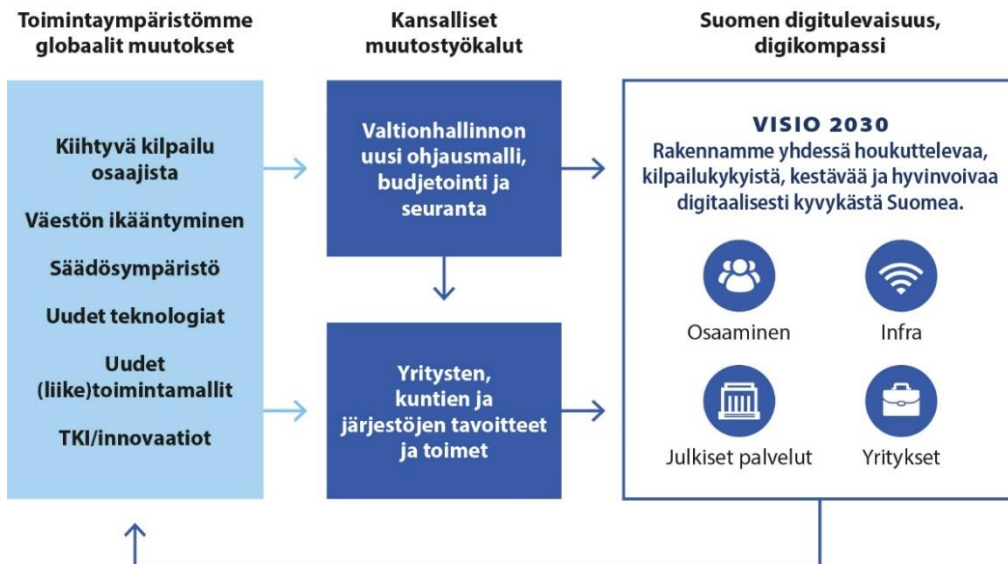 Toimintaympäristömme
globaalit muutokset
Kiihtyvä kilpailu
osaajista
Väestön ikääntyminen
Säädösympäristö
Uudet teknologiat
Uudet
(liike)toimintamallit
TKI/innovaatiot
Kansalliset
muutostyökalut
Valtionhallinnon
uusi ohjausmalli,
budjetointi ja
seuranta
Yritysten,
kuntien ja
järjestöjen tavoitteet
ja toimet
Suomen digitulevaisuus,
digikompassi
VISIO 2030
Rakennamme yhdessä houkuttelevaa,
kilpailukykyistä, kestävää ja hyvinvoivaa
digitaalisesti kyvykästä Suomea.
Osaaminen
Infra
Julkiset palvelut
Yritykset